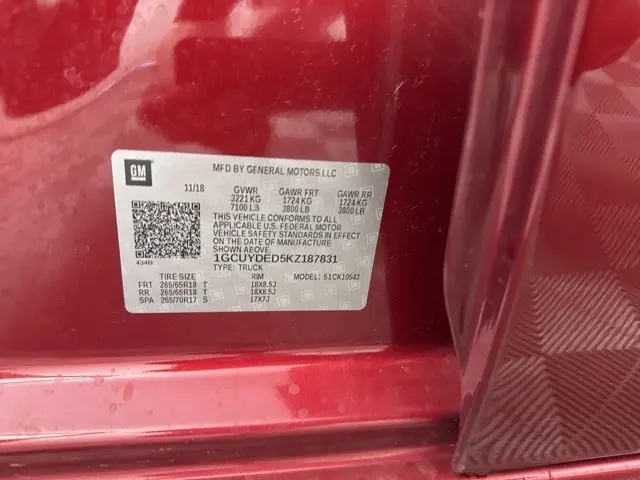 GM
MFD BY GENERAL MOTORS LLC
11/18 GVWR GAWR FRT GAWR RR
3221 KG 1724 KG 1724 KG
7100 LB 3800 LB 3800 LB
THIS VEHICLE CONFORMS TO ALL
APPLICABLE U.S. FEDERAL MOTOR
VEHICLE SAFETY STANDARDS IN EFFECT
ON THE DATE OF MANUFACTURE
SHOWN ABOVE.
434B 1GCUYDED5KZ187831
TYPE: TRUCK MODEL: 51CK10543
TIRE SIZE RIM
FRT 265/65R18 T 18X8.5J
RR 265/65R18 T 18X8.5J
SPA 265/70R17 S 17X7J